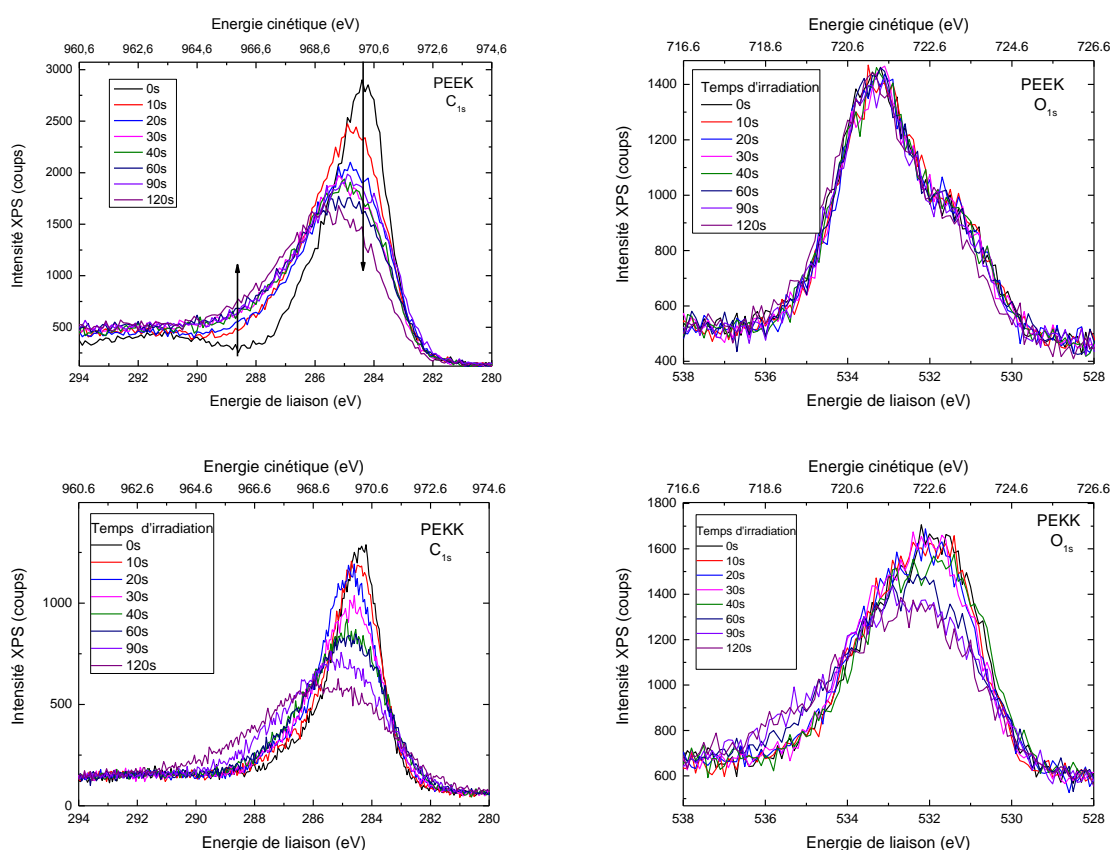 Energie cinétique (eV)
960,6 962,6 964,6 966,6 968,6 970,6 972,6 974,6
3000
2500
2000
1500
1000
500
Intensité XPS (coups)
0s
10s
20s
30s
40s
60s
90s
120s
PEEK
C1s
294 292 290 288 286 284 282 280
Energie de liaison (eV)
Energie cinétique (eV)
716.6 718.6 720.6 722.6 724.6 726.6
1400
1200
1000
800
600
400
Intensité XPS (coups)
Temps d'irradiation
0s
10s
20s
30s
40s
60s
90s
120s
PEEK
O1s
538 536 534 532 530 528
Energie de liaison (eV)
Energie cinétique (eV)
960.6 962.6 964.6 966.6 968.6 970.6 972.6 974.6
1000
500
0
Intensité XPS (coups)
Temps d'irradiation
0s
10s
20s
30s
40s
60s
90s
120s
PEKK
C1s
294 292 290 288 286 284 282 280
Energie de liaison (eV)
Energie cinétique (eV)
716.6 718.6 720.6 722.6 724.6 726.6
1800
1600
1400
1200
1000
800
600
Intensité XPS (coups)
Temps d'irradiation
0s
10s
20s
30s
40s
60s
90s
120s
PEKK
O1s
538 536 534 532 530 528
Energie de liaison (eV)